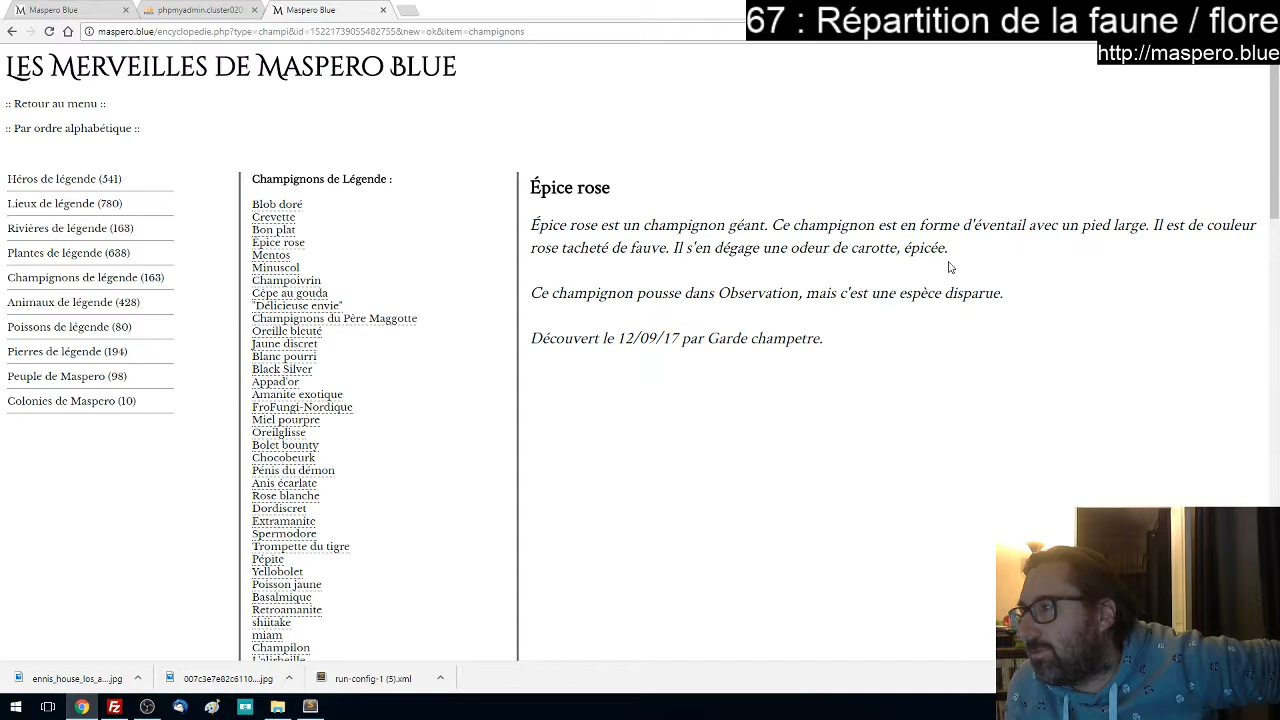 Maspero Blue
phpmyadmin.cluster020.
Maspero Blue
67 : Répartition de la faune / flore
http://maspero.blue
maspero.blue/encyclopedie.php?type=champi&id=15221739055482755&new=ok&item=champignons
Les Merveilles de Maspero Blue
:: Retour au menu ::
:: Par ordre alphabétique ::
Héros de légende (541)
Lieux de légende (780)
Rivières de légende (163)
Plantes de légende (638)
Champignons de légende (163)
Animaux de légende (428)
Poissons de légende (80)
Pierres de légende (194)
Peuple de Maspero (98)
Colonies de Maspero (10)
Champignons de Légende :
Blob doré
Crevette
Bon plat
Épice rose
Mentos
Minuscol
Champoivrin
Cèpe au gouda
"Délicieuse envie"
Champignons du Père Maggotte
Oreille bleuté
Jaune discret
Blanc pourri
Black Silver
Appad'or
Amanite exotique
FroFungi-Nordique
Miel pourpre
Oreilglisse
Bolet bounty
Chocobeurk
Pénis du démon
Anis écarlate
Rose blanche
Dordiscret
Extramanite
Spermodore
Trompette du tigre
Pépite
Yellobolet
Poisson jaune
Basalmique
Retroamanite
shiitake
miam
Champilon
Épice rose
Épice rose est un champignon géant. Ce champignon est en forme d'éventail avec un pied large. Il est de couleur
rose tacheté de fauve. Il s'en dégage une odeur de carotte, épicée.
Ce champignon pousse dans Observation, mais c'est une espèce disparue.
Découvert le 12/09/17 par Garde champetre.
ennis_house_los_a....jpg
007c3e7e82c6110....jpg
run-config-1 (5).xml